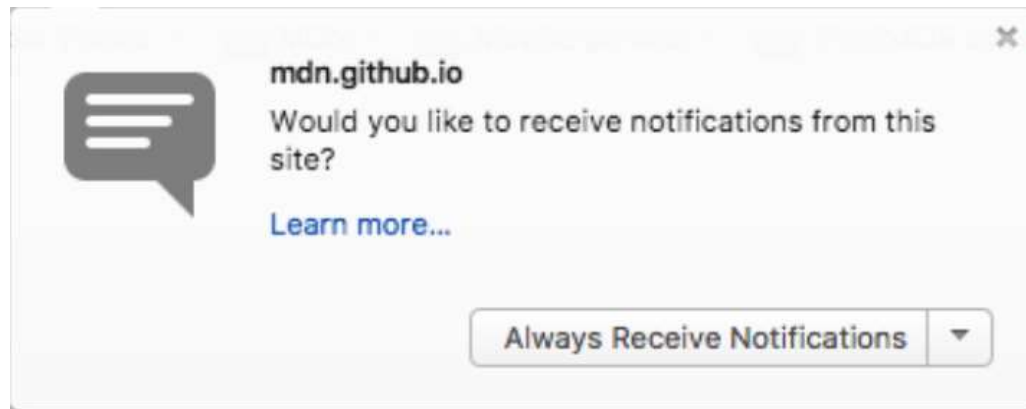 mdn.github.io
Would you like to receive notifications from this
site?
Learn more...
Always Receive Notifications